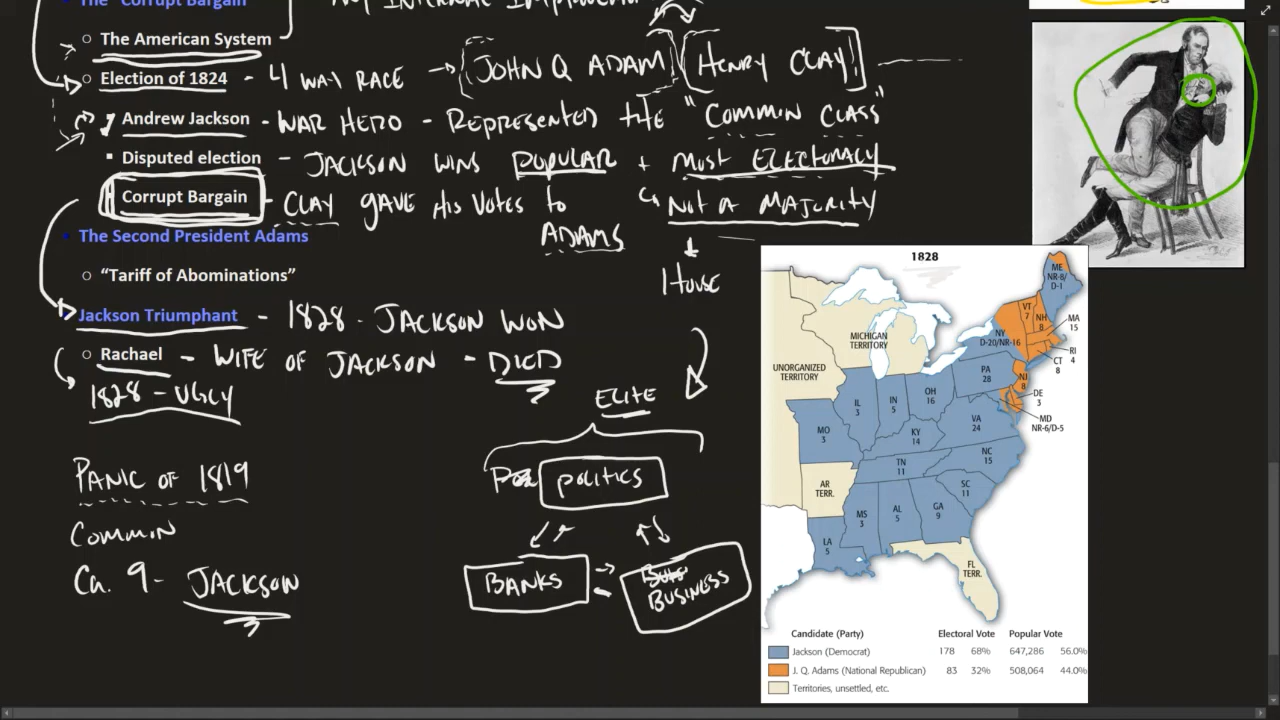 The "Corrupt Bargain"
The American System
Election of 1824 - 4 WAY RACE → JOHN Q ADAM HENRY CLAY
Andrew Jackson - WAR HERO - REPRESENTED THE "COMMON CLASS"
Disputed election - JACKSON WINS POPULAR + MOST ELECTORACY
Corrupt Bargain - CLAY GAVE HIS VOTES TO
NOT A MAJORITY
ADAMS
The Second President Adams
HOUSE
"Tariff of Abominations"
Jackson Triumphant - 1828 - JACKSON WON
Rachael - WIFE OF JACKSON - DIED
1828 - UGLY
ELITE
PANIC OF 1819
POLITICS
COMMIN
Ch. 9 - JACKSON
BANKS
BUSINESS
1828
ME
NR-8/
D-1
VT
7
NH
8
MA
15
NY
D-20/NR-16
RI
4
CT
8
MICHIGAN
TERRITORY
UNORGANIZED
TERRITORY
PA
28
NJ
8
DE
3
MD
NR-6/D-5
IL
3
IN
5
OH
16
VA
24
MO
3
KY
14
NC
15
TN
11
AR
TERR.
SC
11
MS
3
AL
5
GA
9
LA
5
FL
TERR.
Candidate (Party) Electoral Vote Popular Vote
Jackson (Democrat) 178 68% 647,286 56.0%
J. Q. Adams (National Republican) 83 32% 508,064 44.0%
Territories, unsettled, etc.